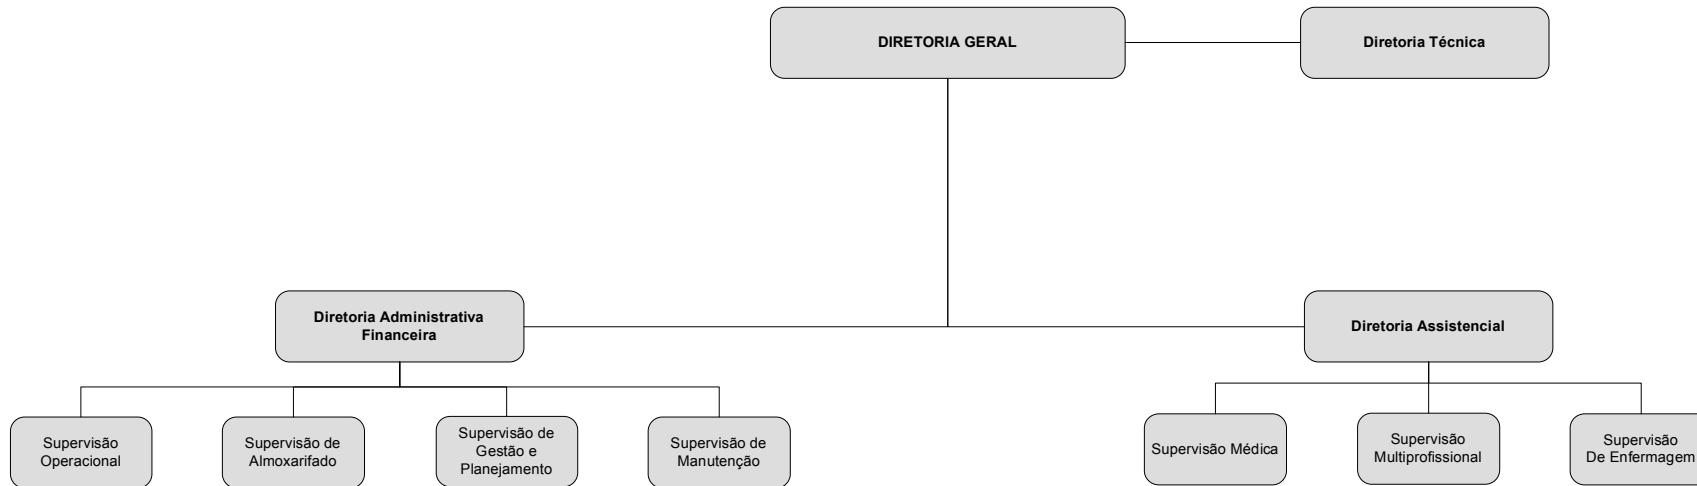 DIRETORIA GERAL
Diretoria Técnica
Diretoria Administrativa
Financeira
Diretoria Assistencial
Supervisão
Operacional
Supervisão de
Almoxarifado
Supervisão de
Gestão e
Planejamento
Supervisão de
Manutenção
Supervisão Médica
Supervisão
Multiprofissional
Supervisão
De Enfermagem